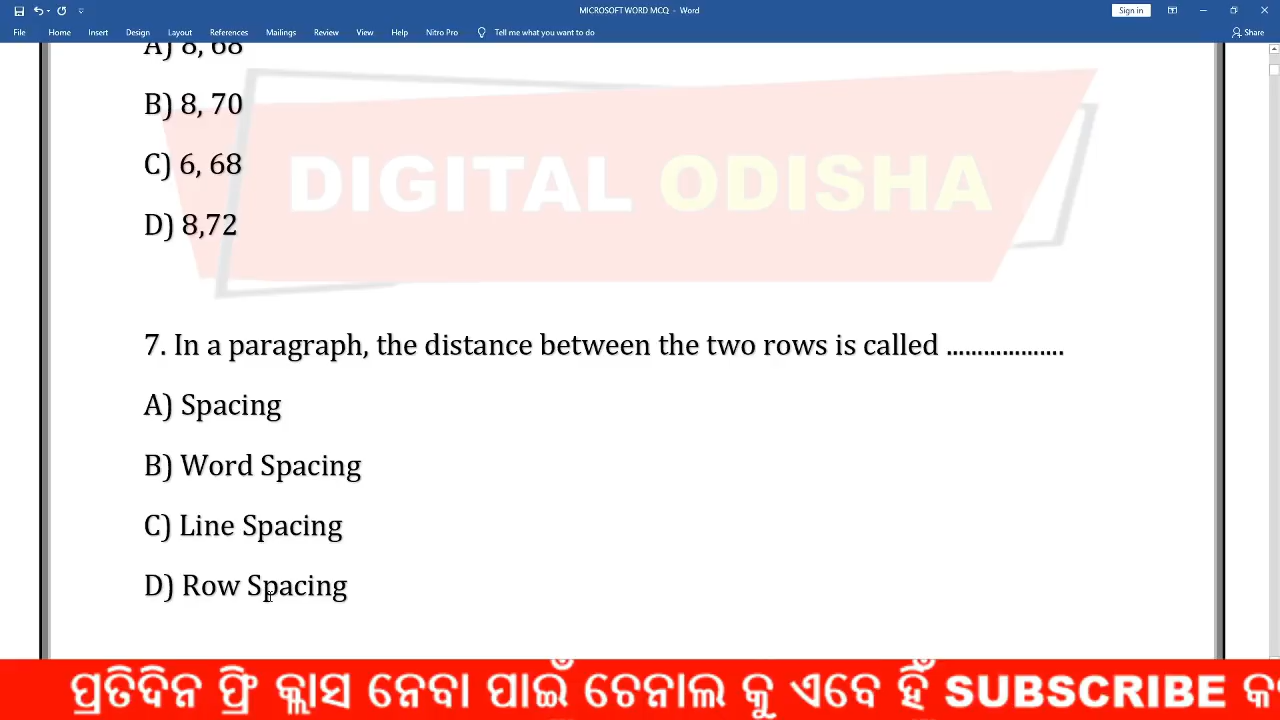 MICROSOFT WORD MCQ - Word
Sign in
File Home Insert Design Layout References Mailings Review View Help Nitro Pro Tell me what you want to do Share
A) 8, 68
B) 8, 70
C) 6, 68
D) 8,72
DIGITAL ODISHA
7. In a paragraph, the distance between the two rows is called ...................
A) Spacing
B) Word Spacing
C) Line Spacing
D) Row Spacing
ପ୍ରତିଦିନ ଫ୍ରି କ୍ଲାସ ନେବା ପାଇଁ ଚେନାଲ କୁ ଏବେ ହିଁ SUBSCRIBE